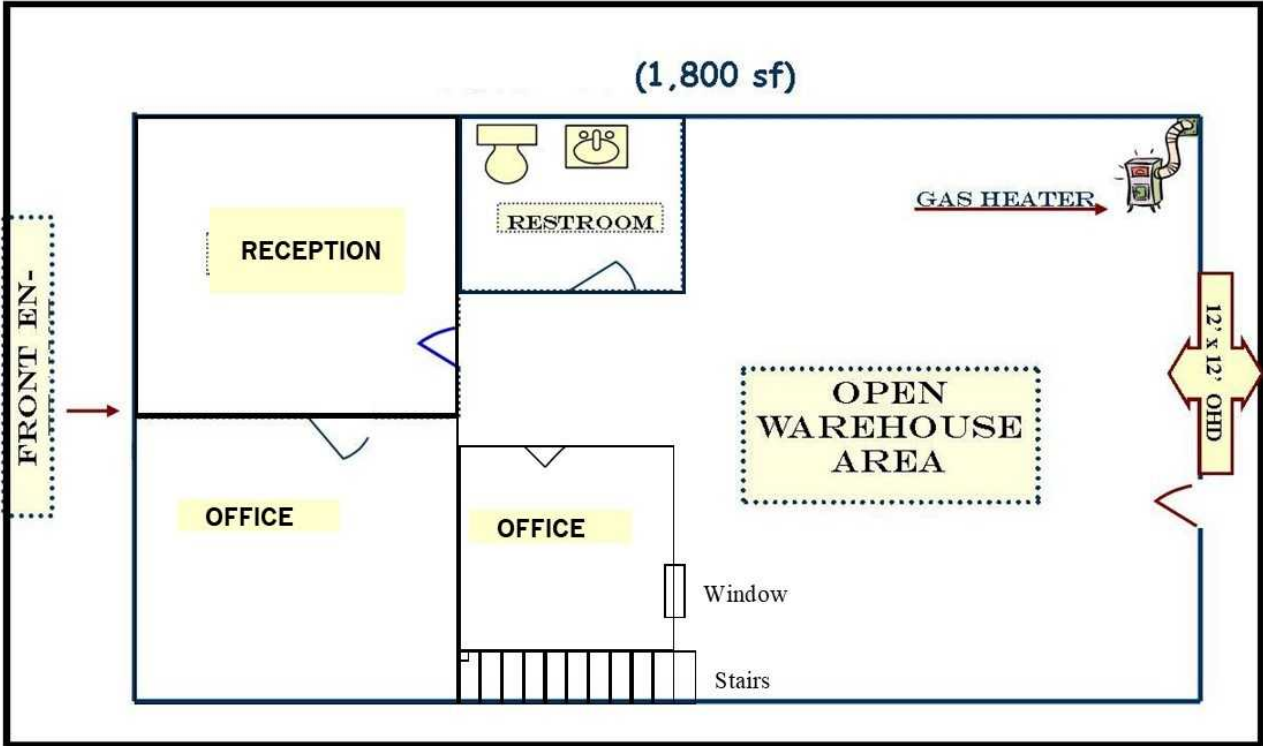 (1,800 sf)
RESTROOM
GAS HEATER
RECEPTION
FRONT EN-
12' x 12' OHD
OPEN
WAREHOUSE
AREA
OFFICE
OFFICE
Window
Stairs